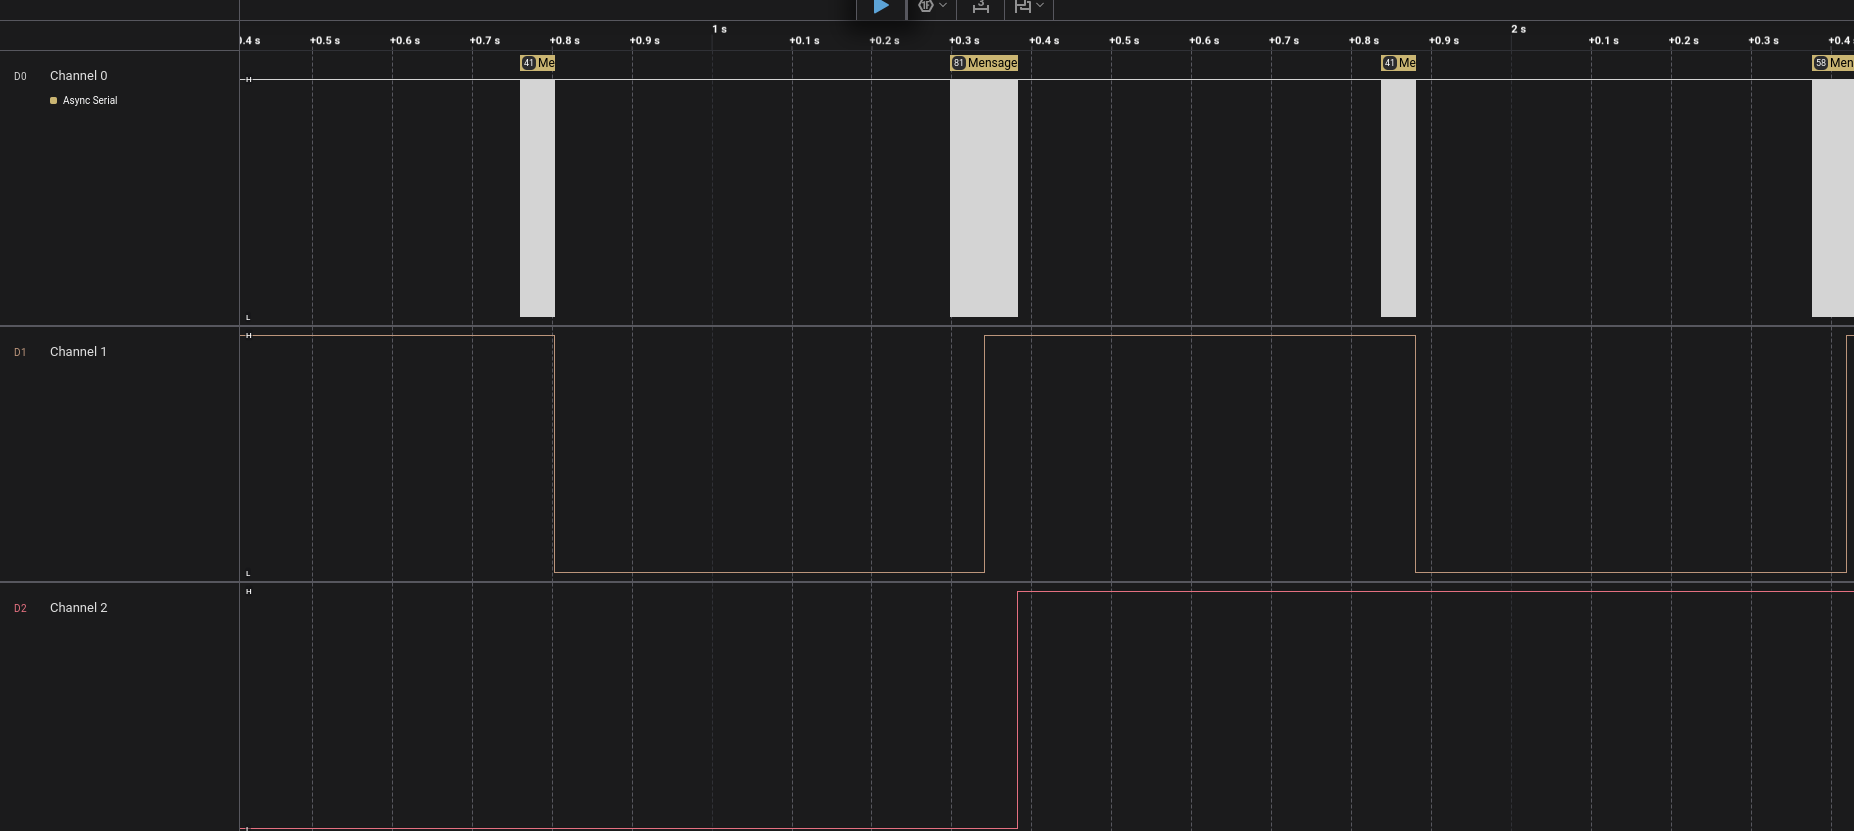 1 s 2 s
0.4 s +0.5 s +0.6 s +0.7 s +0.8 s +0.9 s +0.1 s +0.2 s +0.3 s +0.4 s +0.5 s +0.6 s +0.7 s +0.8 s +0.9 s +0.1 s +0.2 s +0.3 s +0.4
41 Me 81 Mensage 41 Me 58 Men
D0 Channel 0 H
Async Serial
L
H
D1 Channel 1
L
H
D2 Channel 2
L